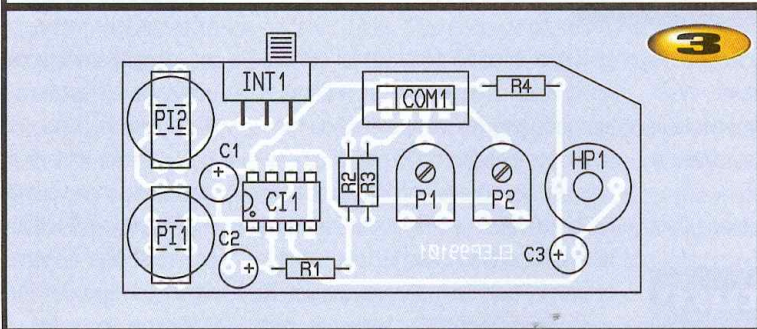 3
INT1
COM1
R4
PI2
C1
HP1
R2
R3
P1
P2
CI1
PI1
C2
R1
ELEP99101
C3